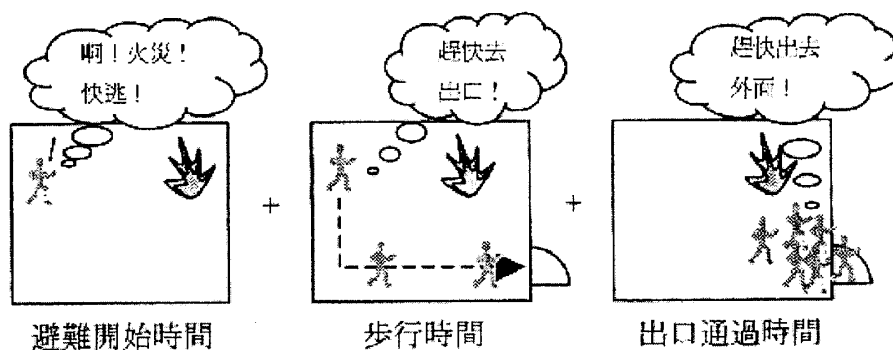 啊！火災！
快逃！
趕快去
出口！
趕快出去
外面！
!
+
+
避難開始時間
步行時間
出口通過時間